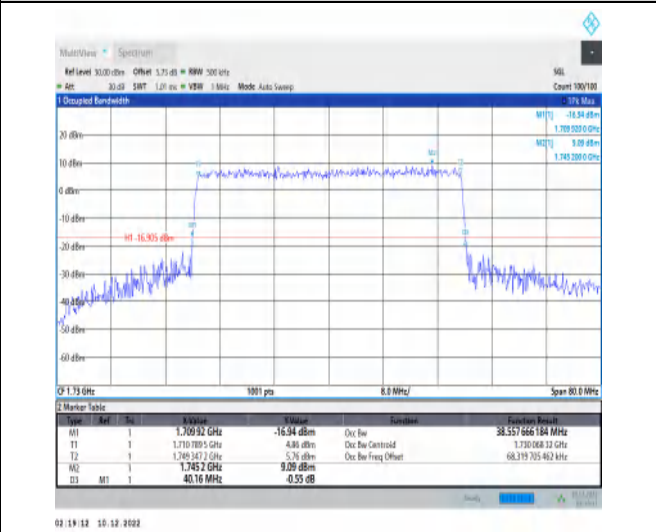 MultiView Spectrum
Ref Level 30.00 dBm Offset 5.75 dB RBW 500 kHz SGL
Att 30 dB SWT 1.01 ms VBW 1 MHz Mode Auto Sweep Count 100/100
1 Occupied Bandwidth 1Pk Max
M1[1] -16.94 dBm
1.709 920 0 GHz
M2[1] 9.09 dBm
1.745 200 0 GHz
20 dBm
10 dBm
M2
T1
0 dBm
-10 dBm
M1
H1 -16.905 dBm
D3
-20 dBm
-30 dBm
-40 dBm
-50 dBm
-60 dBm
CF 1.73 GHz 1001 pts 8.0 MHz/ Span 80.0 MHz
2 Marker Table
Type Ref Trc X-Value Y-Value Function Function Result
M1 1 1.709 92 GHz -16.94 dBm Occ Bw 38.557 666 184 MHz
T1 1 1.710 789 5 GHz 4.86 dBm Occ Bw Centroid 1.730 068 32 GHz
T2 1 1.749 347 2 GHz 5.76 dBm Occ Bw Freq Offset 68.319 705 462 kHz
M2 1 1.745 2 GHz 9.09 dBm
D3 M1 1 40.16 MHz -0.55 dB
Ready
02:19:12 10.12.2022